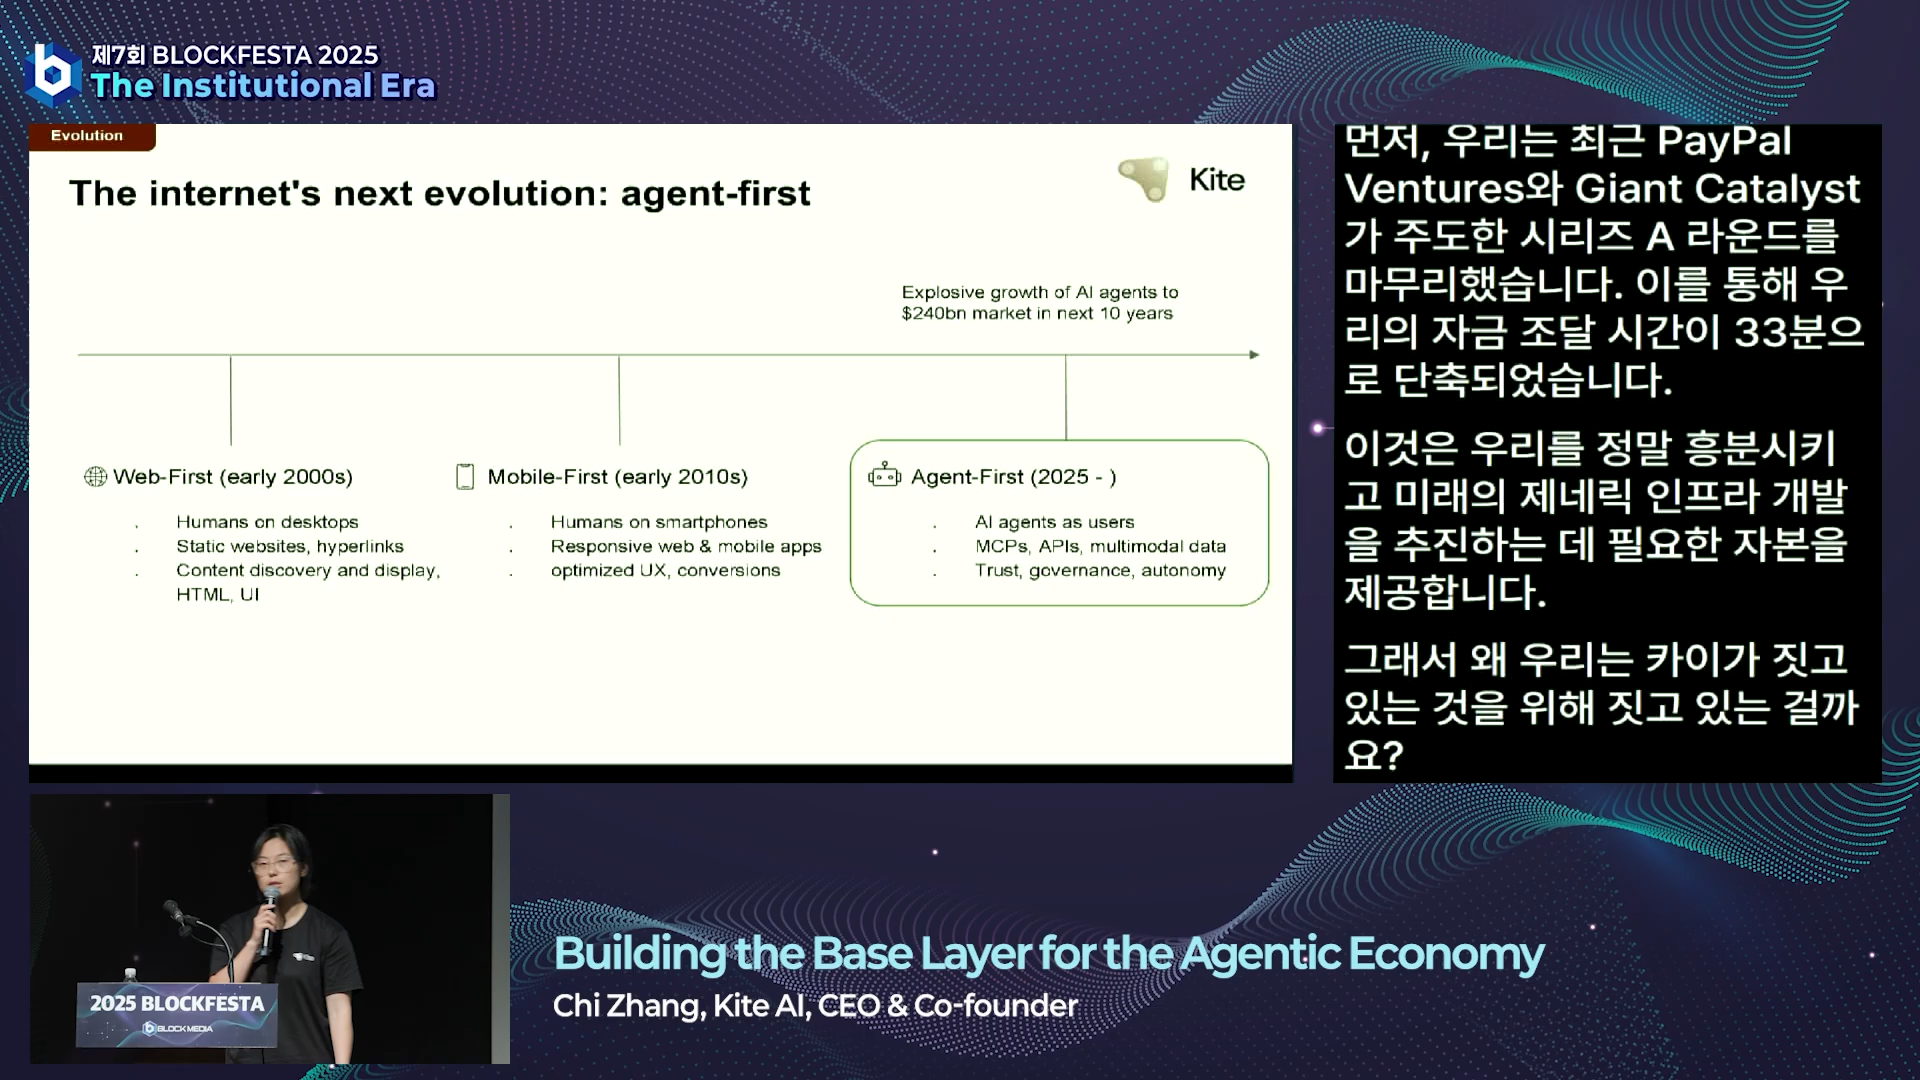 제7회 BLOCKFESTA 2025
The Institutional Era
Evolution
The internet's next evolution: agent-first
Kite
Explosive growth of AI agents to
$240bn market in next 10 years
Web-First (early 2000s)
. Humans on desktops
. Static websites, hyperlinks
. Content discovery and display,
HTML, UI
Mobile-First (early 2010s)
. Humans on smartphones
. Responsive web & mobile apps
. optimized UX, conversions
Agent-First (2025 - )
. AI agents as users
. MCPs, APIs, multimodal data
. Trust, governance, autonomy
먼저, 우리는 최근 PayPal
Ventures와 Giant Catalyst
가 주도한 시리즈 A 라운드를
마무리했습니다. 이를 통해 우
리의 자금 조달 시간이 33분으
로 단축되었습니다.
이것은 우리를 정말 흥분시키
고 미래의 제네릭 인프라 개발
을 추진하는 데 필요한 자본을
제공합니다.
그래서 왜 우리는 카이가 짓고
있는 것을 위해 짓고 있는 걸까
요?
2025 BLOCKFESTA
BLOCKMEDIA
Building the Base Layer for the Agentic Economy
Chi Zhang, Kite AI, CEO & Co-founder